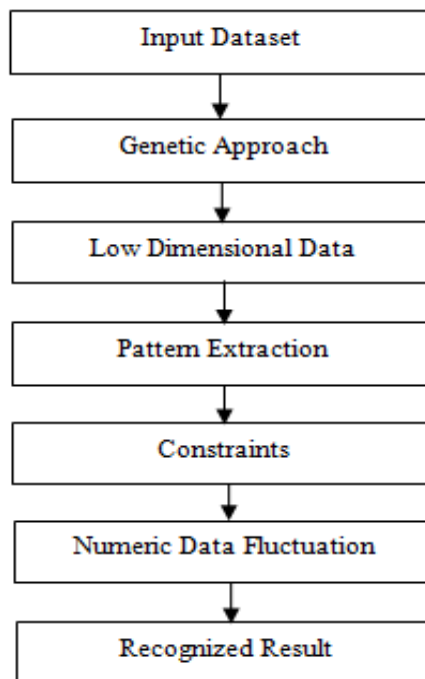 Input Dataset
Genetic Approach
Low Dimensional Data
Pattern Extraction
Constraints
Numeric Data Fluctuation
Recognized Result